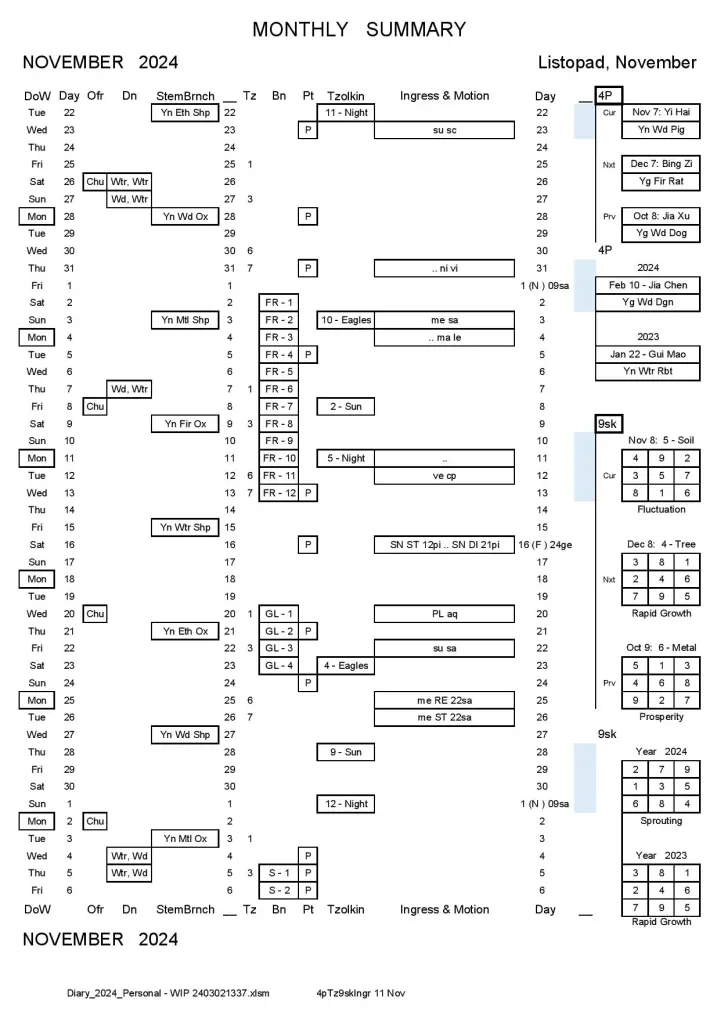 MONTHLY SUMMARY
NOVEMBER 2024 Listopad, November
DoW Day Ofr Dn StemBrnch __ Tz Bn Pt Tzolkin Ingress & Motion Day __ 4P
Tue 22 Yn Eth Shp 22 11 - Night 22 Cur Nov 7: Yi Hai
Wed 23 23 P su sc 23 Yn Wd Pig
Thu 24 24 24
Fri 25 25 1 25 Nxt Dec 7: Bing Zi
Sat 26 Chu Wtr, Wtr 26 26 Yg Fir Rat
Sun 27 Wd, Wtr 27 3 27
Mon 28 Yn Wd Ox 28 P 28 Prv Oct 8: Jia Xu
Tue 29 29 29 Yg Wd Dog
Wed 30 30 6 30 4P
Thu 31 31 7 P .. ni vi 31 2024
Fri 1 1 1 (N ) 09sa Feb 10 - Jia Chen
Sat 2 2 FR - 1 2 Yg Wd Dgn
Sun 3 Yn Mtl Shp 3 FR - 2 10 - Eagles me sa 3
Mon 4 4 FR - 3 .. ma le 4 2023
Tue 5 5 FR - 4 P 5 Jan 22 - Gui Mao
Wed 6 6 FR - 5 6 Yn Wtr Rbt
Thu 7 Wd, Wtr 7 1 FR - 6 7
Fri 8 Chu 8 FR - 7 2 - Sun 8
Sat 9 Yn Fir Ox 9 3 FR - 8 9 9sk
Sun 10 10 FR - 9 10 Nov 8: 5 - Soil
Mon 11 11 FR - 10 5 - Night .. 11 4 9 2
Tue 12 12 6 FR - 11 ve cp 12 Cur 3 5 7
Wed 13 13 7 FR - 12 P 13 8 1 6
Thu 14 14 14 Fluctuation
Fri 15 Yn Wtr Shp 15 15
Sat 16 16 P SN ST 12pi .. SN DI 21pi 16 (F ) 24ge Dec 8: 4 - Tree
Sun 17 17 17 3 8 1
Mon 18 18 18 Nxt 2 4 6
Tue 19 19 19 7 9 5
Wed 20 Chu 20 1 GL - 1 PL aq 20 Rapid Growth
Thu 21 Yn Eth Ox 21 GL - 2 P 21
Fri 22 22 3 GL - 3 su sa 22 Oct 9: 6 - Metal
Sat 23 23 GL - 4 4 - Eagles 23 5 1 3
Sun 24 24 P 24 Prv 4 6 8
Mon 25 25 6 me RE 22sa 25 9 2 7
Tue 26 26 7 me ST 22sa 26 Prosperity
Wed 27 Yn Wd Shp 27 27 9sk
Thu 28 28 9 - Sun 28 Year 2024
Fri 29 29 29 2 7 9
Sat 30 30 30 1 3 5
Sun 1 1 12 - Night 1 (N ) 09sa 6 8 4
Mon 2 Chu 2 2 Sprouting
Tue 3 Yn Mtl Ox 3 1 3
Wed 4 Wtr, Wd 4 P 4 Year 2023
Thu 5 Wtr, Wd 5 3 S - 1 P 5 3 8 1
Fri 6 6 S - 2 P 6 2 4 6
DoW Ofr Dn StemBrnch __ Tz Bn Pt Tzolkin Ingress & Motion Day __ 7 9 5
Rapid Growth
NOVEMBER 2024
Diary_2024_Personal - WIP 2403021337.xlsm 4pTz9skIngr 11 Nov